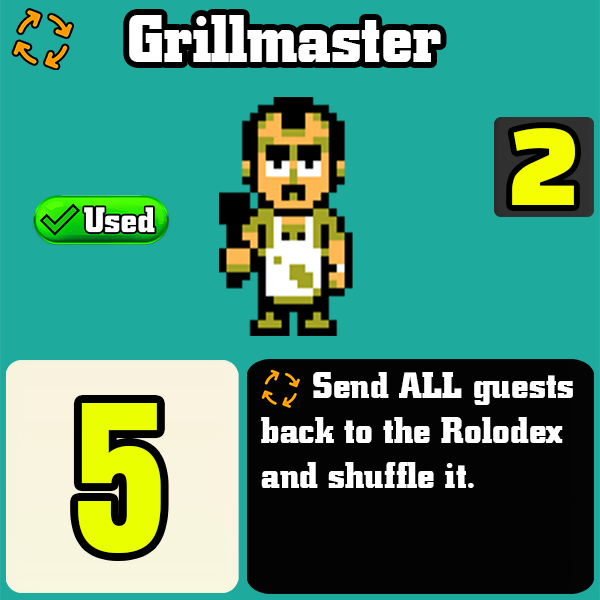 Grillmaster
2
Used
5
Send ALL guests
back to the Rolodex
and shuffle it.